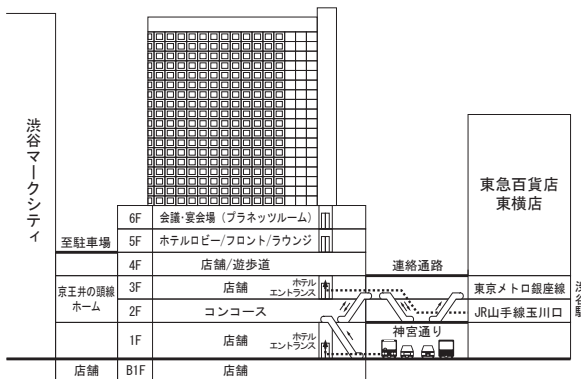 渋谷マークシティ
6F 会議・宴会場（プラネッツルーム）
至駐車場 5F ホテルロビー/フロント/ラウンジ
4F 店舗/遊歩道
連絡通路
京王井の頭線
ホーム
3F 店舗
ホテル
エントランス
2F コンコース
1F 店舗
ホテル
エントランス
神宮通り
店舗 B1F 店舗
東急百貨店
東横店
東京メトロ銀座線
JR山手線玉川口
渋谷駅